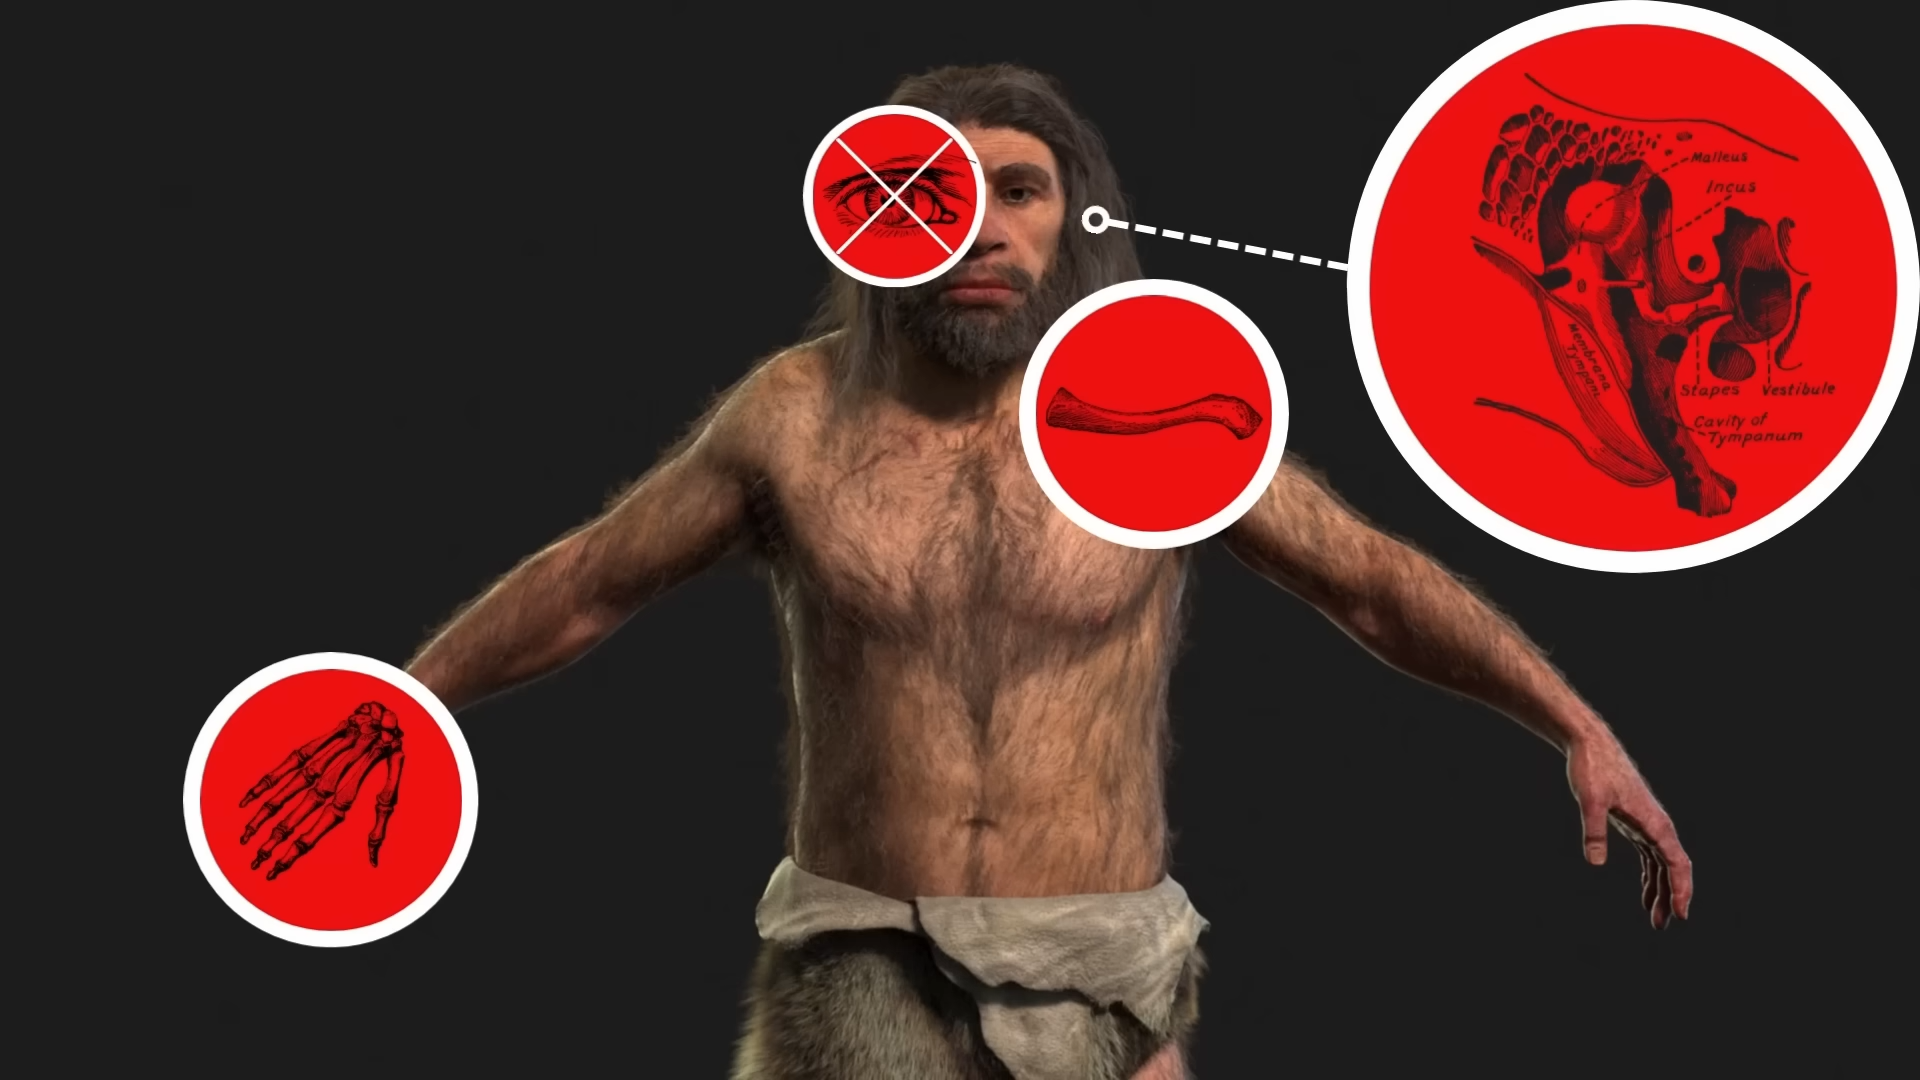 Malleus
Incus
Membrana
Tympani
Stapes
Vestibule
Cavity of
Tympanum